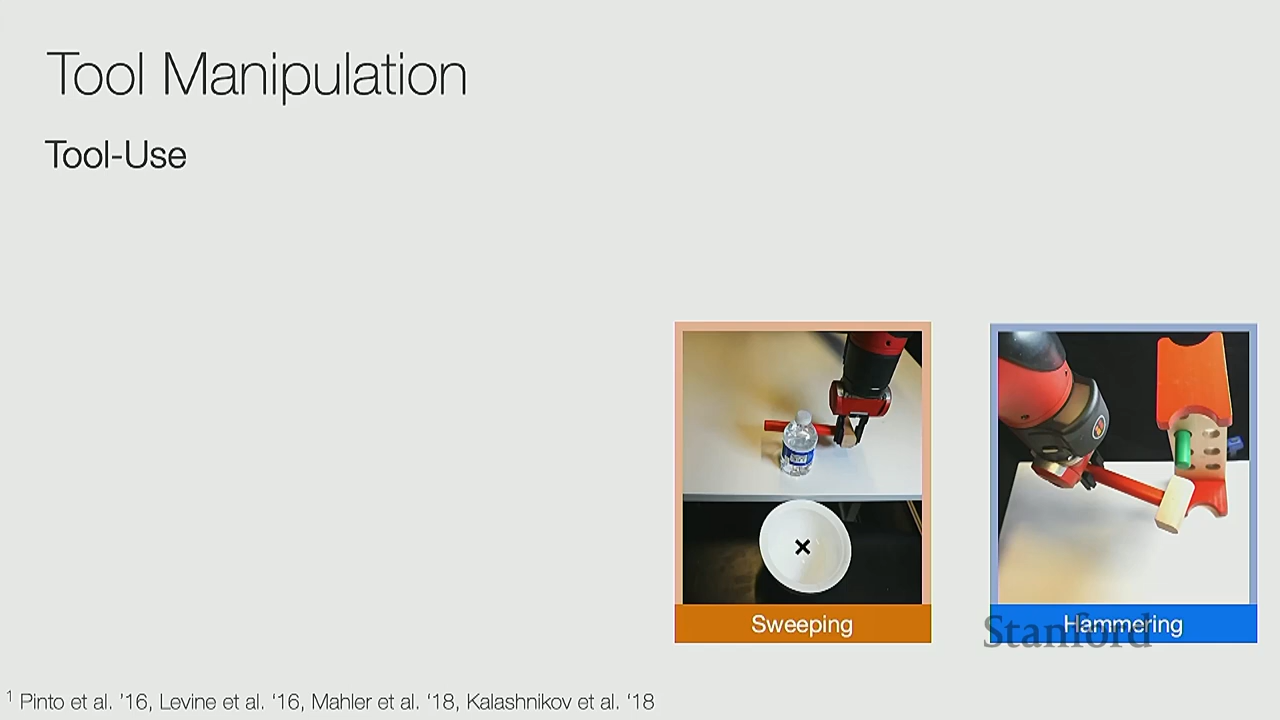 Tool Manipulation
Tool-Use
Sweeping
Hammering
Stanford
1 Pinto et al. ’16, Levine et al. ‘16, Mahler et al. ‘18, Kalashnikov et al. ‘18